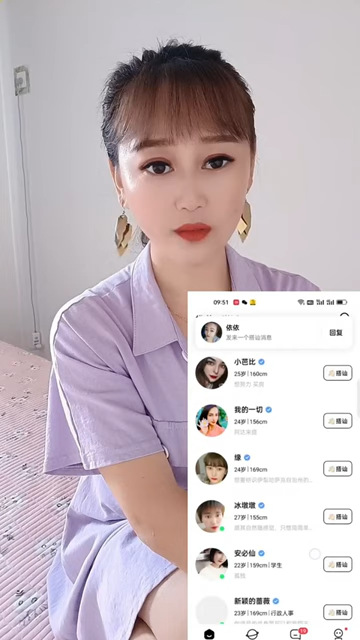 09:51
依依
发来一个搭讪消息
回复
小芭比
25岁 | 160cm
搭讪
我的一切
24岁 | 156cm
搭讪
缘
24岁 | 169cm
搭讪
冰墩墩
27岁 | 155cm
搭讪
安必仙
22岁 | 159cm | 学生
搭讪
新颖的蔷薇
23岁 | 169cm | 行政人事
搭讪